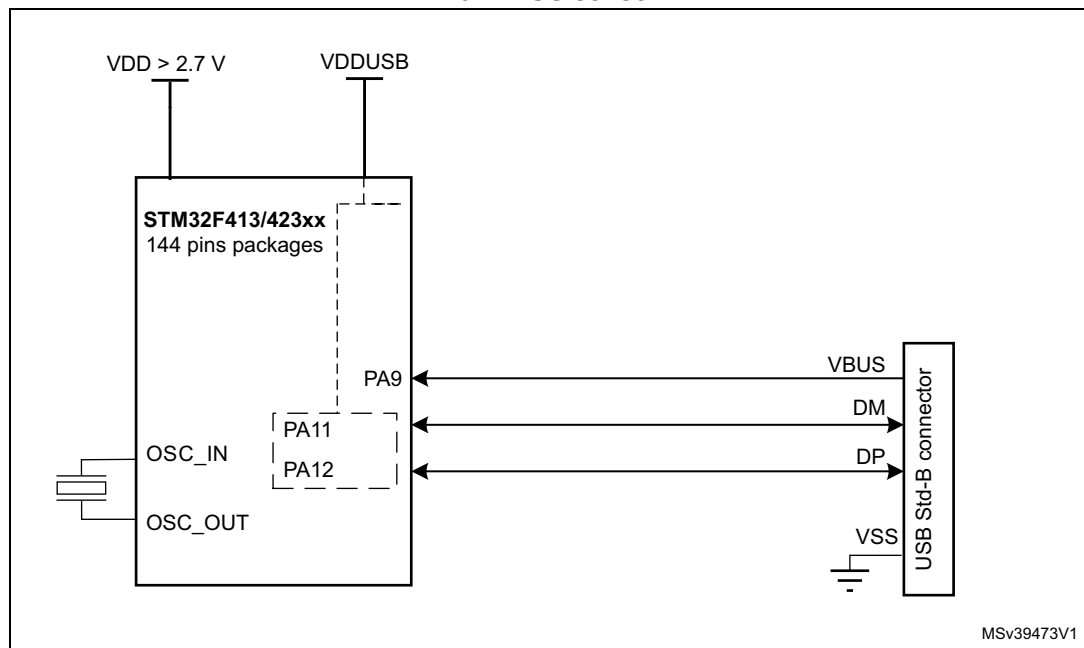 VDD > 2.7 V
VDDUSB
STM32F413/423xx
144 pins packages
PA9
PA11
PA12
OSC_IN
OSC_OUT
VBUS
DM
DP
VSS
USB Std-B connector
MSv39473V1